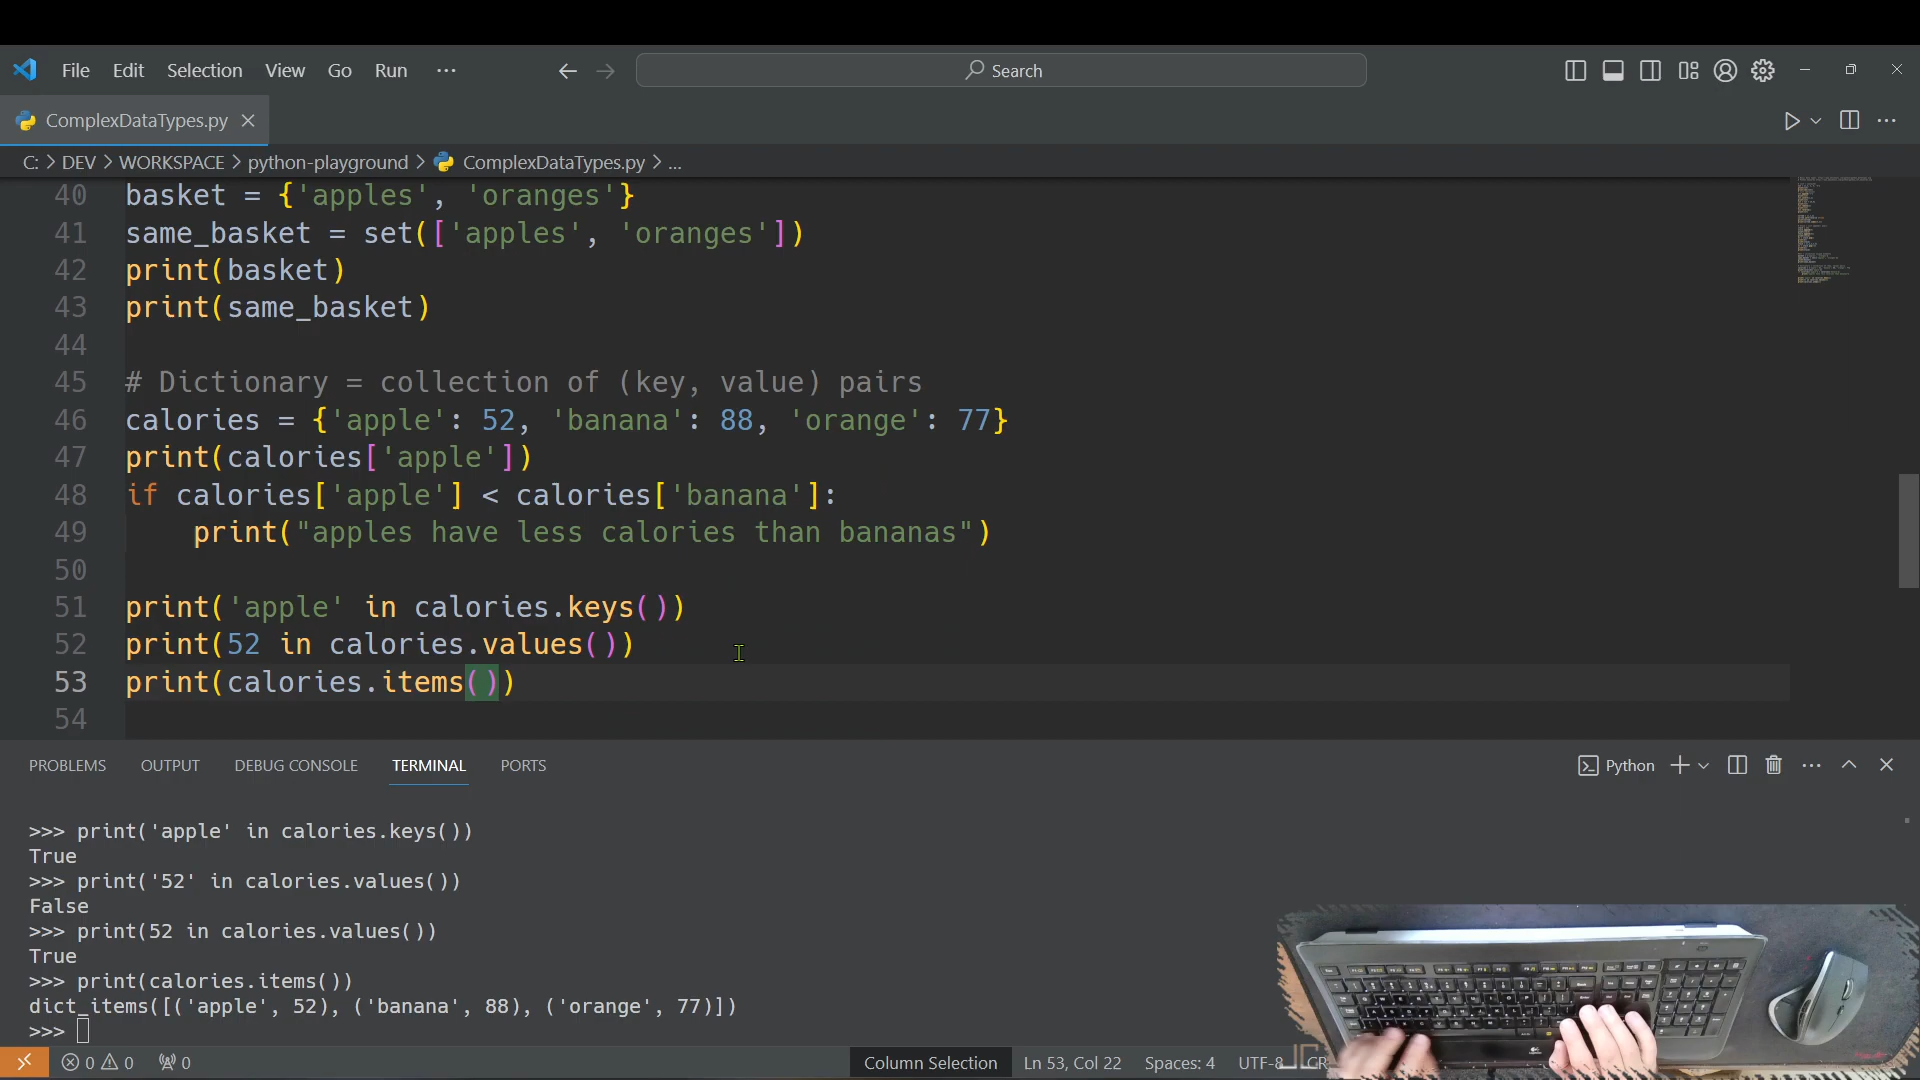 File Edit Selection View Go Run ··· Search
ComplexDataTypes.py
C: > DEV > WORKSPACE > python-playground > ComplexDataTypes.py > ...
40 basket = {'apples', 'oranges'}
41 same_basket = set(['apples', 'oranges'])
42 print(basket)
43 print(same_basket)
44
45 # Dictionary = collection of (key, value) pairs
46 calories = {'apple': 52, 'banana': 88, 'orange': 77}
47 print(calories['apple'])
48 if calories['apple'] < calories['banana']:
49     print("apples have less calories than bananas")
50
51 print('apple' in calories.keys())
52 print(52 in calories.values())
53 print(calories.items())
54
PROBLEMS OUTPUT DEBUG CONSOLE TERMINAL PORTS Python
>>> print('apple' in calories.keys())
True
>>> print('52' in calories.values())
False
>>> print(52 in calories.values())
True
>>> print(calories.items())
dict_items([('apple', 52), ('banana', 88), ('orange', 77)])
>>>
0 0 0 Column Selection Ln 53, Col 22 Spaces: 4 UTF-8